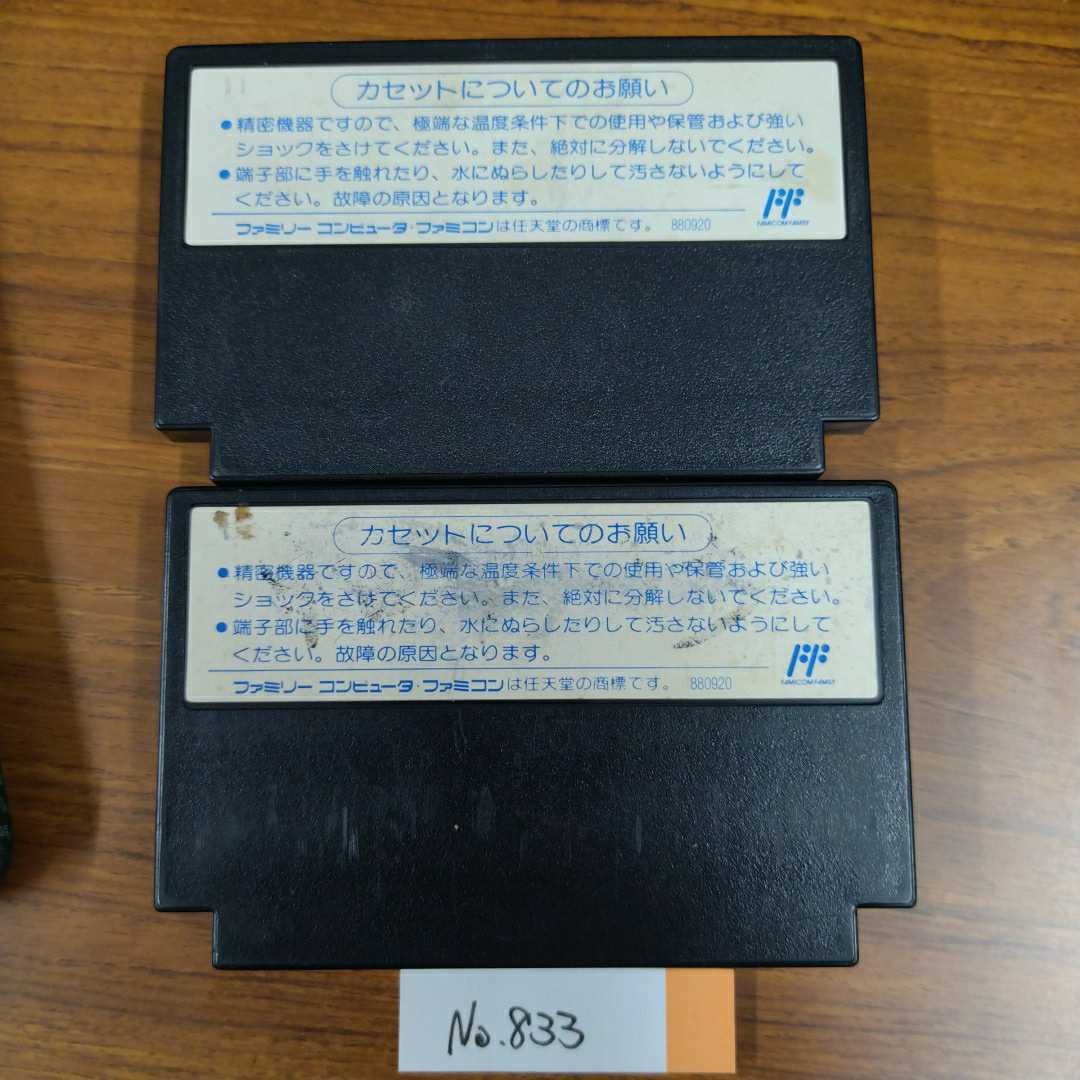 カセットについてのお願い
●精密機器ですので、極端な温度条件下での使用や保管および強い
ショックをさけてください。また、絶対に分解しないでください。
●端子部に手を触れたり、水にぬらしたりして汚さないようにして
ください。故障の原因となります。
FAMICOM FAMILY
ファミリー コンピュータ・ファミコンは任天堂の商標です。 880920
カセットについてのお願い
●精密機器ですので、極端な温度条件下での使用や保管および強い
ショックをさけてください。また、絶対に分解しないでください。
●端子部に手を触れたり、水にぬらしたりして汚さないようにして
ください。故障の原因となります。
FAMICOM FAMILY
ファミリー コンピュータ・ファミコンは任天堂の商標です。 880920
No.833